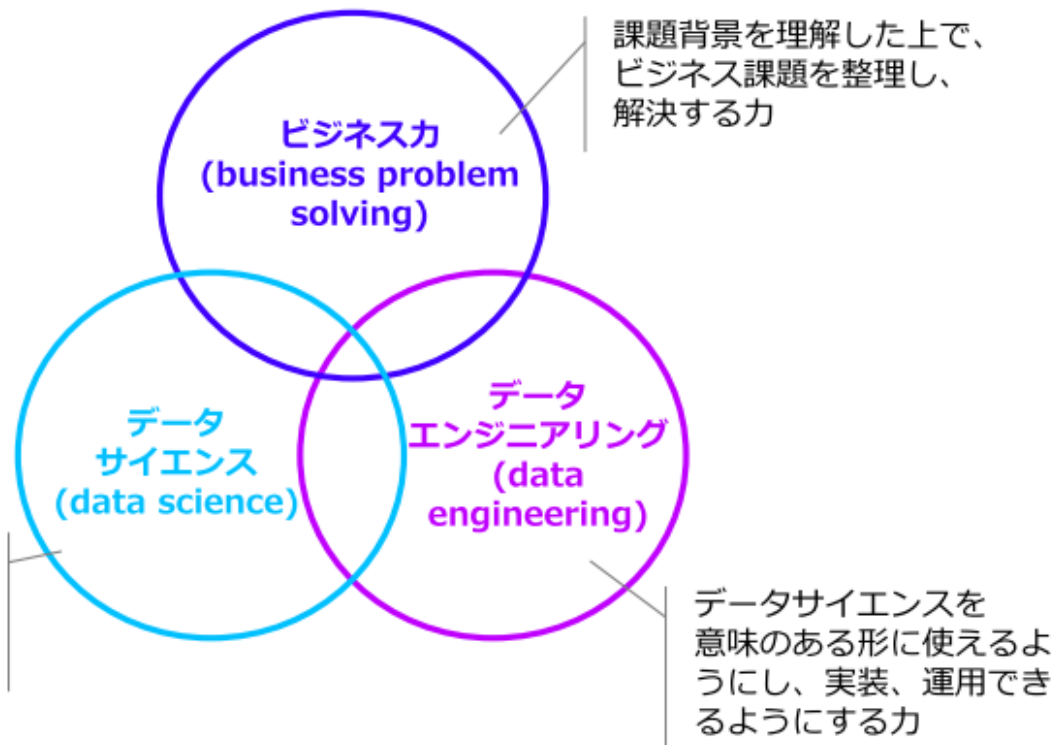 課題背景を理解した上で、
ビジネス課題を整理し、
解決する力
ビジネス力
(business problem
solving)
データ
サイエンス
(data science)
データ
エンジニアリング
(data
engineering)
データサイエンスを
意味のある形に使えるよ
うにし、実装、運用でき
るようにする力